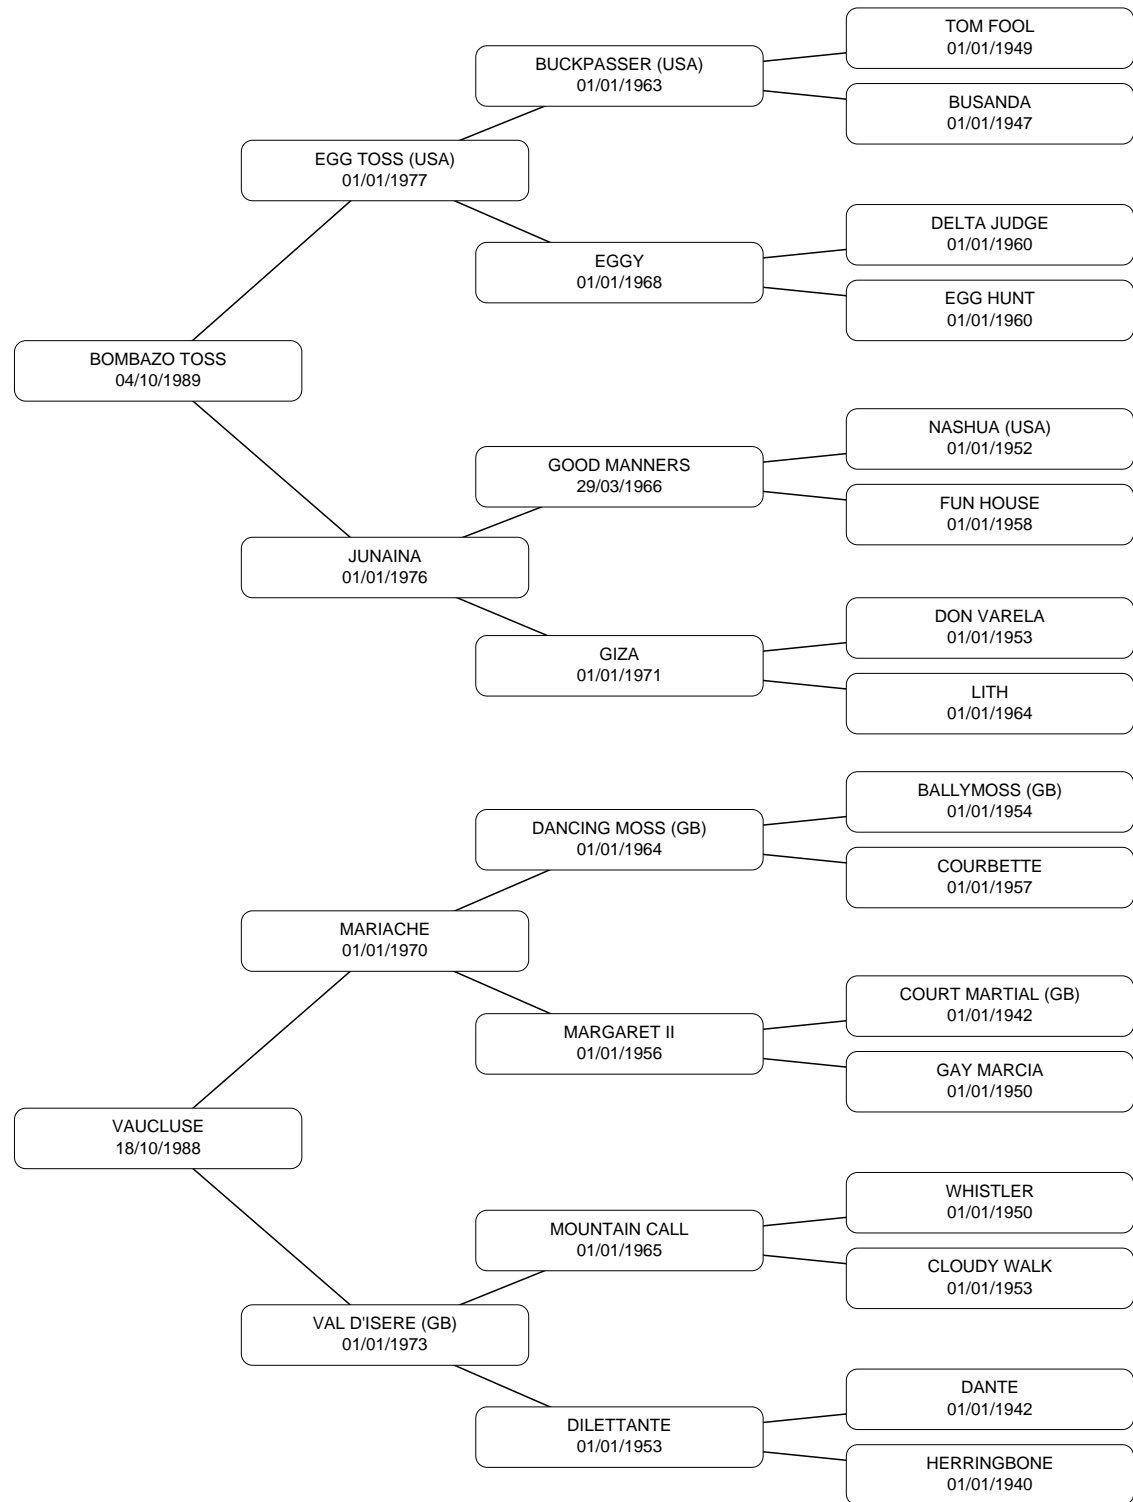 TOM FOOL
01/01/1949
BUCKPASSER (USA)
01/01/1963
BUSANDA
01/01/1947
EGG TOSS (USA)
01/01/1977
DELTA JUDGE
01/01/1960
EGGY
01/01/1968
EGG HUNT
01/01/1960
BOMBAZO TOSS
04/10/1989
NASHUA (USA)
01/01/1952
GOOD MANNERS
29/03/1966
FUN HOUSE
01/01/1958
JUNAINA
01/01/1976
DON VARELA
01/01/1953
GIZA
01/01/1971
LITH
01/01/1964
BALLYMOSS (GB)
01/01/1954
DANCING MOSS (GB)
01/01/1964
COURBETTE
01/01/1957
MARIACHE
01/01/1970
COURT MARTIAL (GB)
01/01/1942
MARGARET II
01/01/1956
GAY MARCIA
01/01/1950
VAUCLUSE
18/10/1988
WHISTLER
01/01/1950
MOUNTAIN CALL
01/01/1965
CLOUDY WALK
01/01/1953
VAL D'ISERE (GB)
01/01/1973
DANTE
01/01/1942
DILETTANTE
01/01/1953
HERRINGBONE
01/01/1940